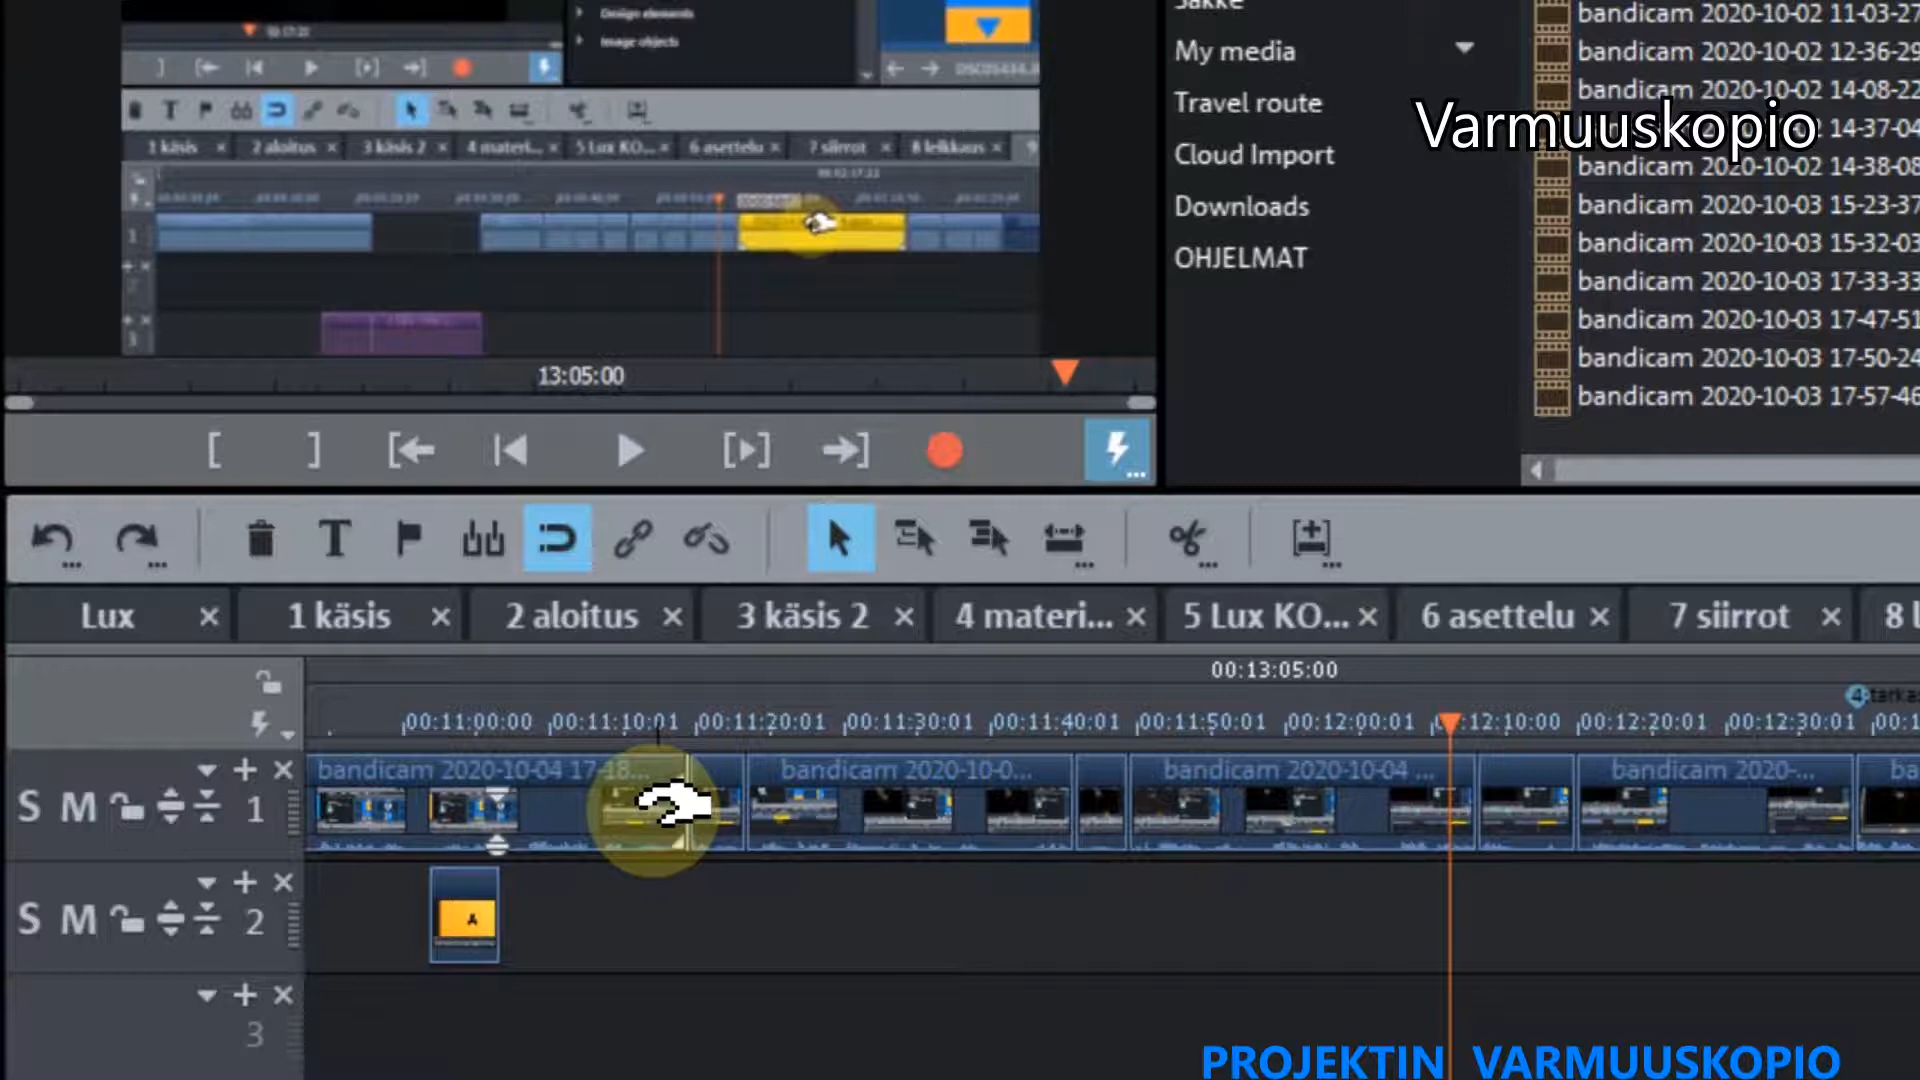 Design elements
Image objects
1 käsis
2 aloitus
3 käsis 2
4 materi...
5 Lux KO...
6 asettelu
7 siirrot
8 leikkaus
13:05:00
Sakke
My media
Travel route
Cloud Import
Downloads
OHJELMAT
bandicam 2020-10-02 11-03-27
bandicam 2020-10-02 12-36-29
bandicam 2020-10-02 14-08-22
14-37-04
bandicam 2020-10-02 14-38-08
bandicam 2020-10-03 15-23-37
bandicam 2020-10-03 15-32-03
bandicam 2020-10-03 17-33-33
bandicam 2020-10-03 17-47-51
bandicam 2020-10-03 17-50-24
bandicam 2020-10-03 17-57-46
Varmuuskopio
Lux
1 käsis
2 aloitus
3 käsis 2
4 materi...
5 Lux KO...
6 asettelu
7 siirrot
8 l
00:13:05:00
00:11:00:00 00:11:10:01 00:11:20:01 00:11:30:01 00:11:40:01 00:11:50:01 00:12:00:01 00:12:10:00 00:12:20:01 00:12:30:01
bandicam 2020-10-04 17-18...
bandicam 2020-10-0...
bandicam 2020-10-04 ...
bandicam 2020-...
S M 1
S M 2
A
3
PROJEKTIN VARMUUSKOPIO